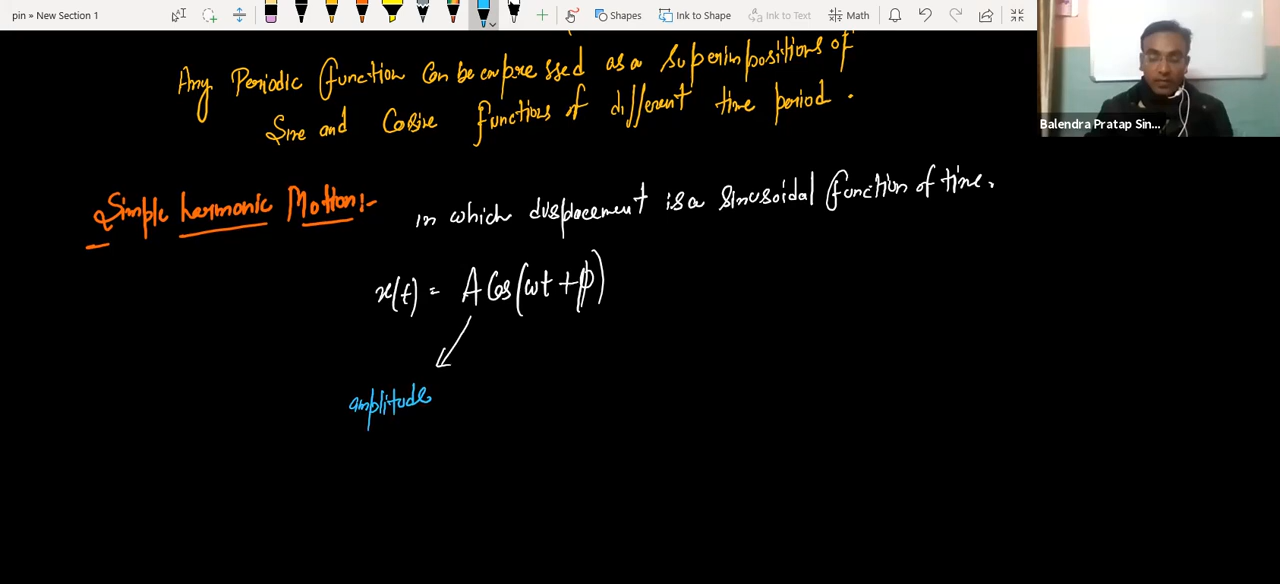 pin » New Section 1
Shapes
Ink to Shape
Ink to Text
Math
Any Periodic function Can be expressed as a superimpositions of
Sine and Cosine functions of different time period.
Balendra Pratap Sin...
Simple harmonic Motion:- in which displacement is a sinusoidal function of time.
x(t) = A Cos(ωt + φ)
amplitude